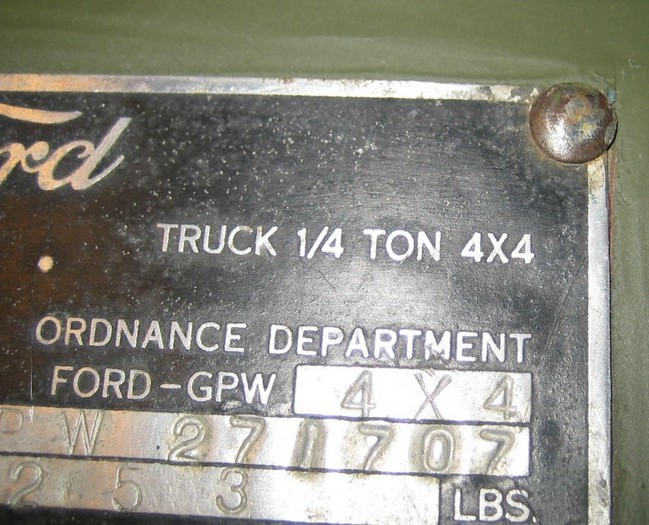 rd
TRUCK 1/4 TON 4X4
ORDNANCE DEPARTMENT
FORD-GPW 4 X 4
PW 271707
253 LBS.